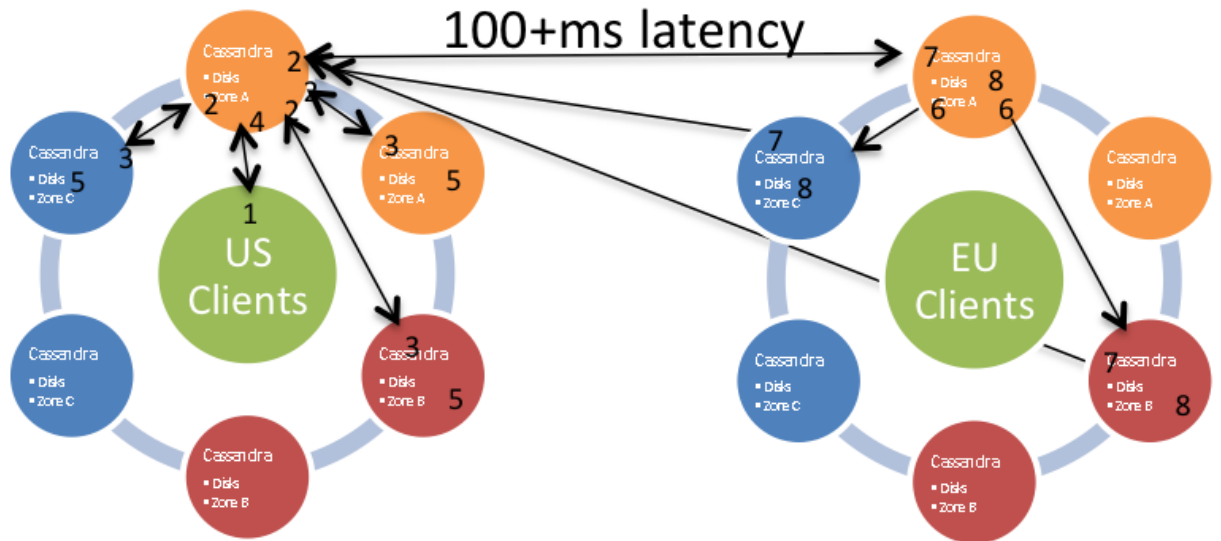 100+ms latency
Cassandra
▪ Disks
▪ Zone A
2
2
2
2
4
Cassandra
▪ Disks
▪ Zone C
3
5
3
Cassandra
▪ Disks
▪ Zone A
5
1
US
Clients
Cassandra
▪ Disks
▪ Zone C
3
Cassandra
▪ Disks
▪ Zone B
5
Cassandra
▪ Disks
▪ Zone B
7
Cassandra
▪ Disks
▪ Zone A
8
6
6
7
Cassandra
▪ Disks
▪ Zone C
8
Cassandra
▪ Disks
▪ Zone A
EU
Clients
Cassandra
▪ Disks
▪ Zone C
7
Cassandra
▪ Disks
▪ Zone B
8
Cassandra
▪ Disks
▪ Zone B